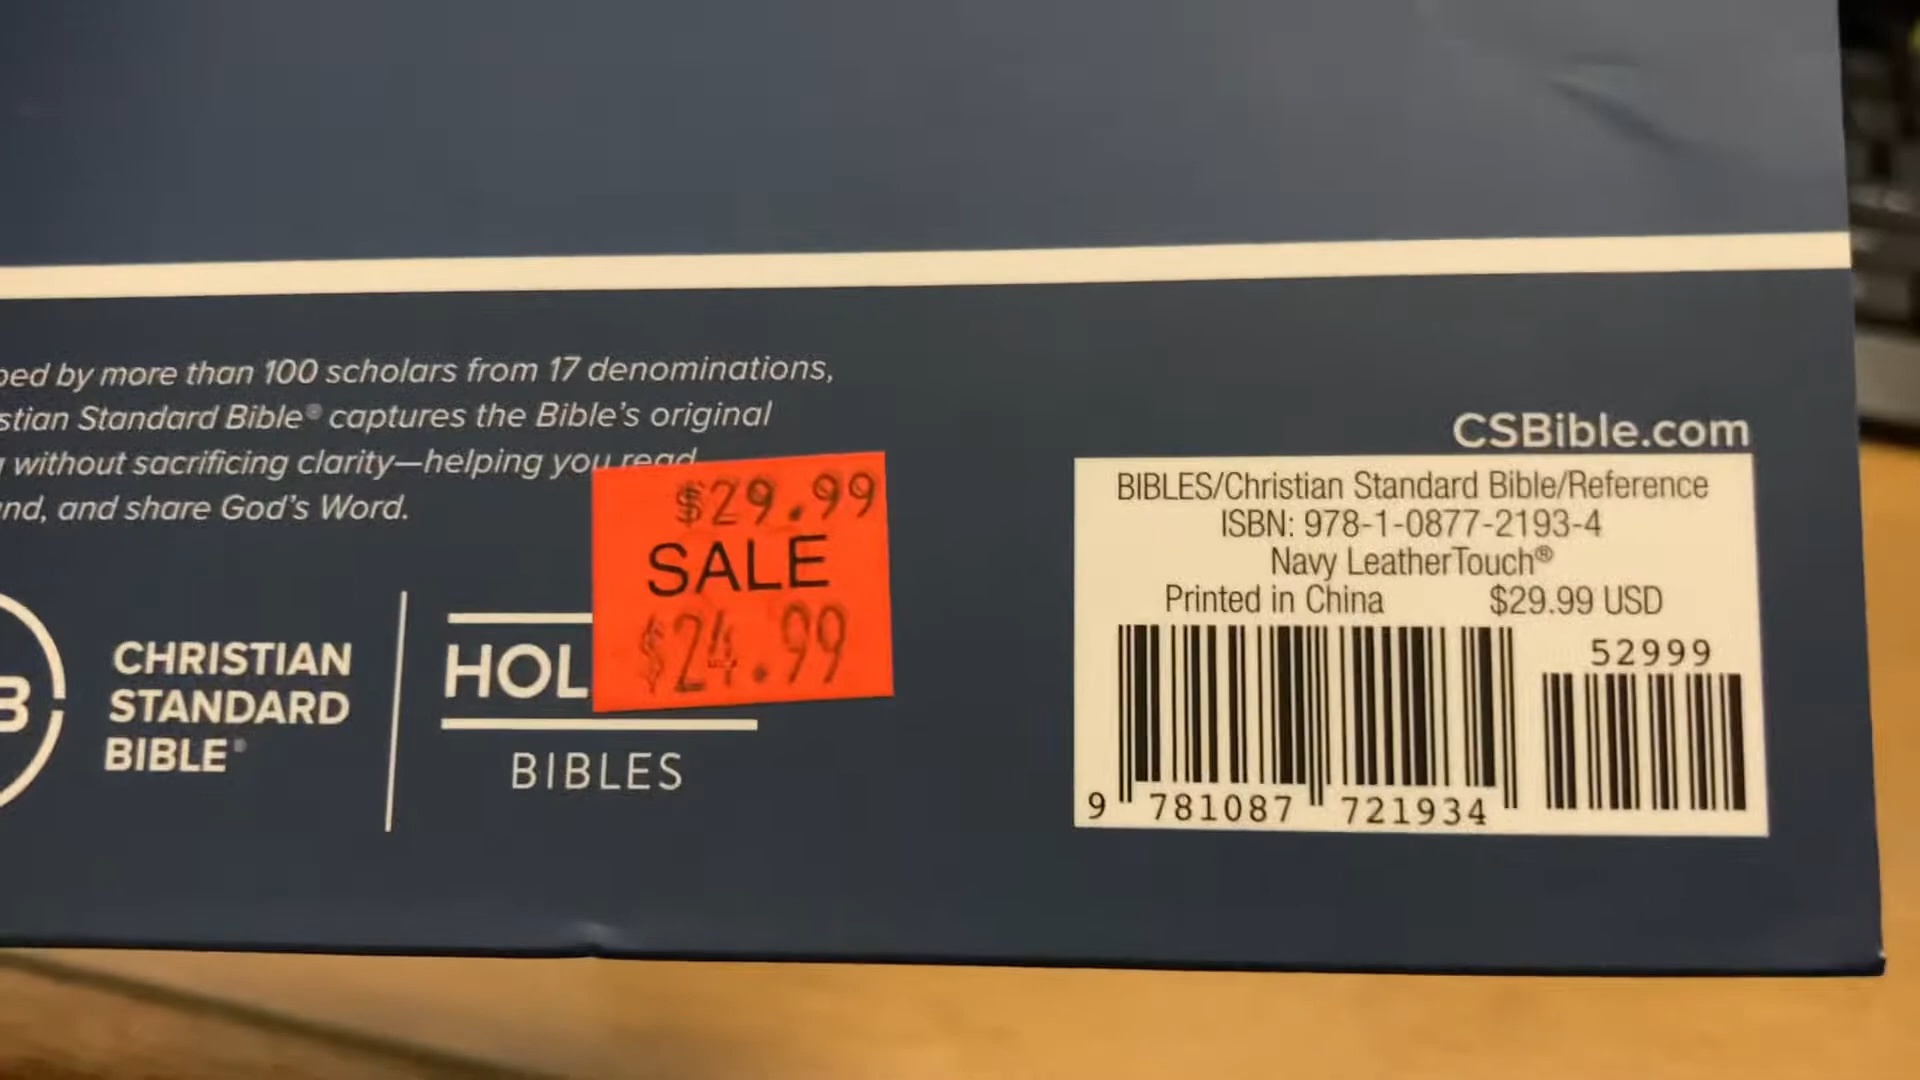 by more than 100 scholars from 17 denominations,
Standard Bible® captures the Bible's original
without sacrificing clarity—helping you read
and share God's Word.
$29.99
SALE
$24.99
CHRISTIAN
STANDARD
BIBLE®
HOL
BIBLES
CSBible.com
BIBLES/Christian Standard Bible/Reference
ISBN: 978-1-0877-2193-4
Navy LeatherTouch®
Printed in China $29.99 USD
52999
9 781087 721934